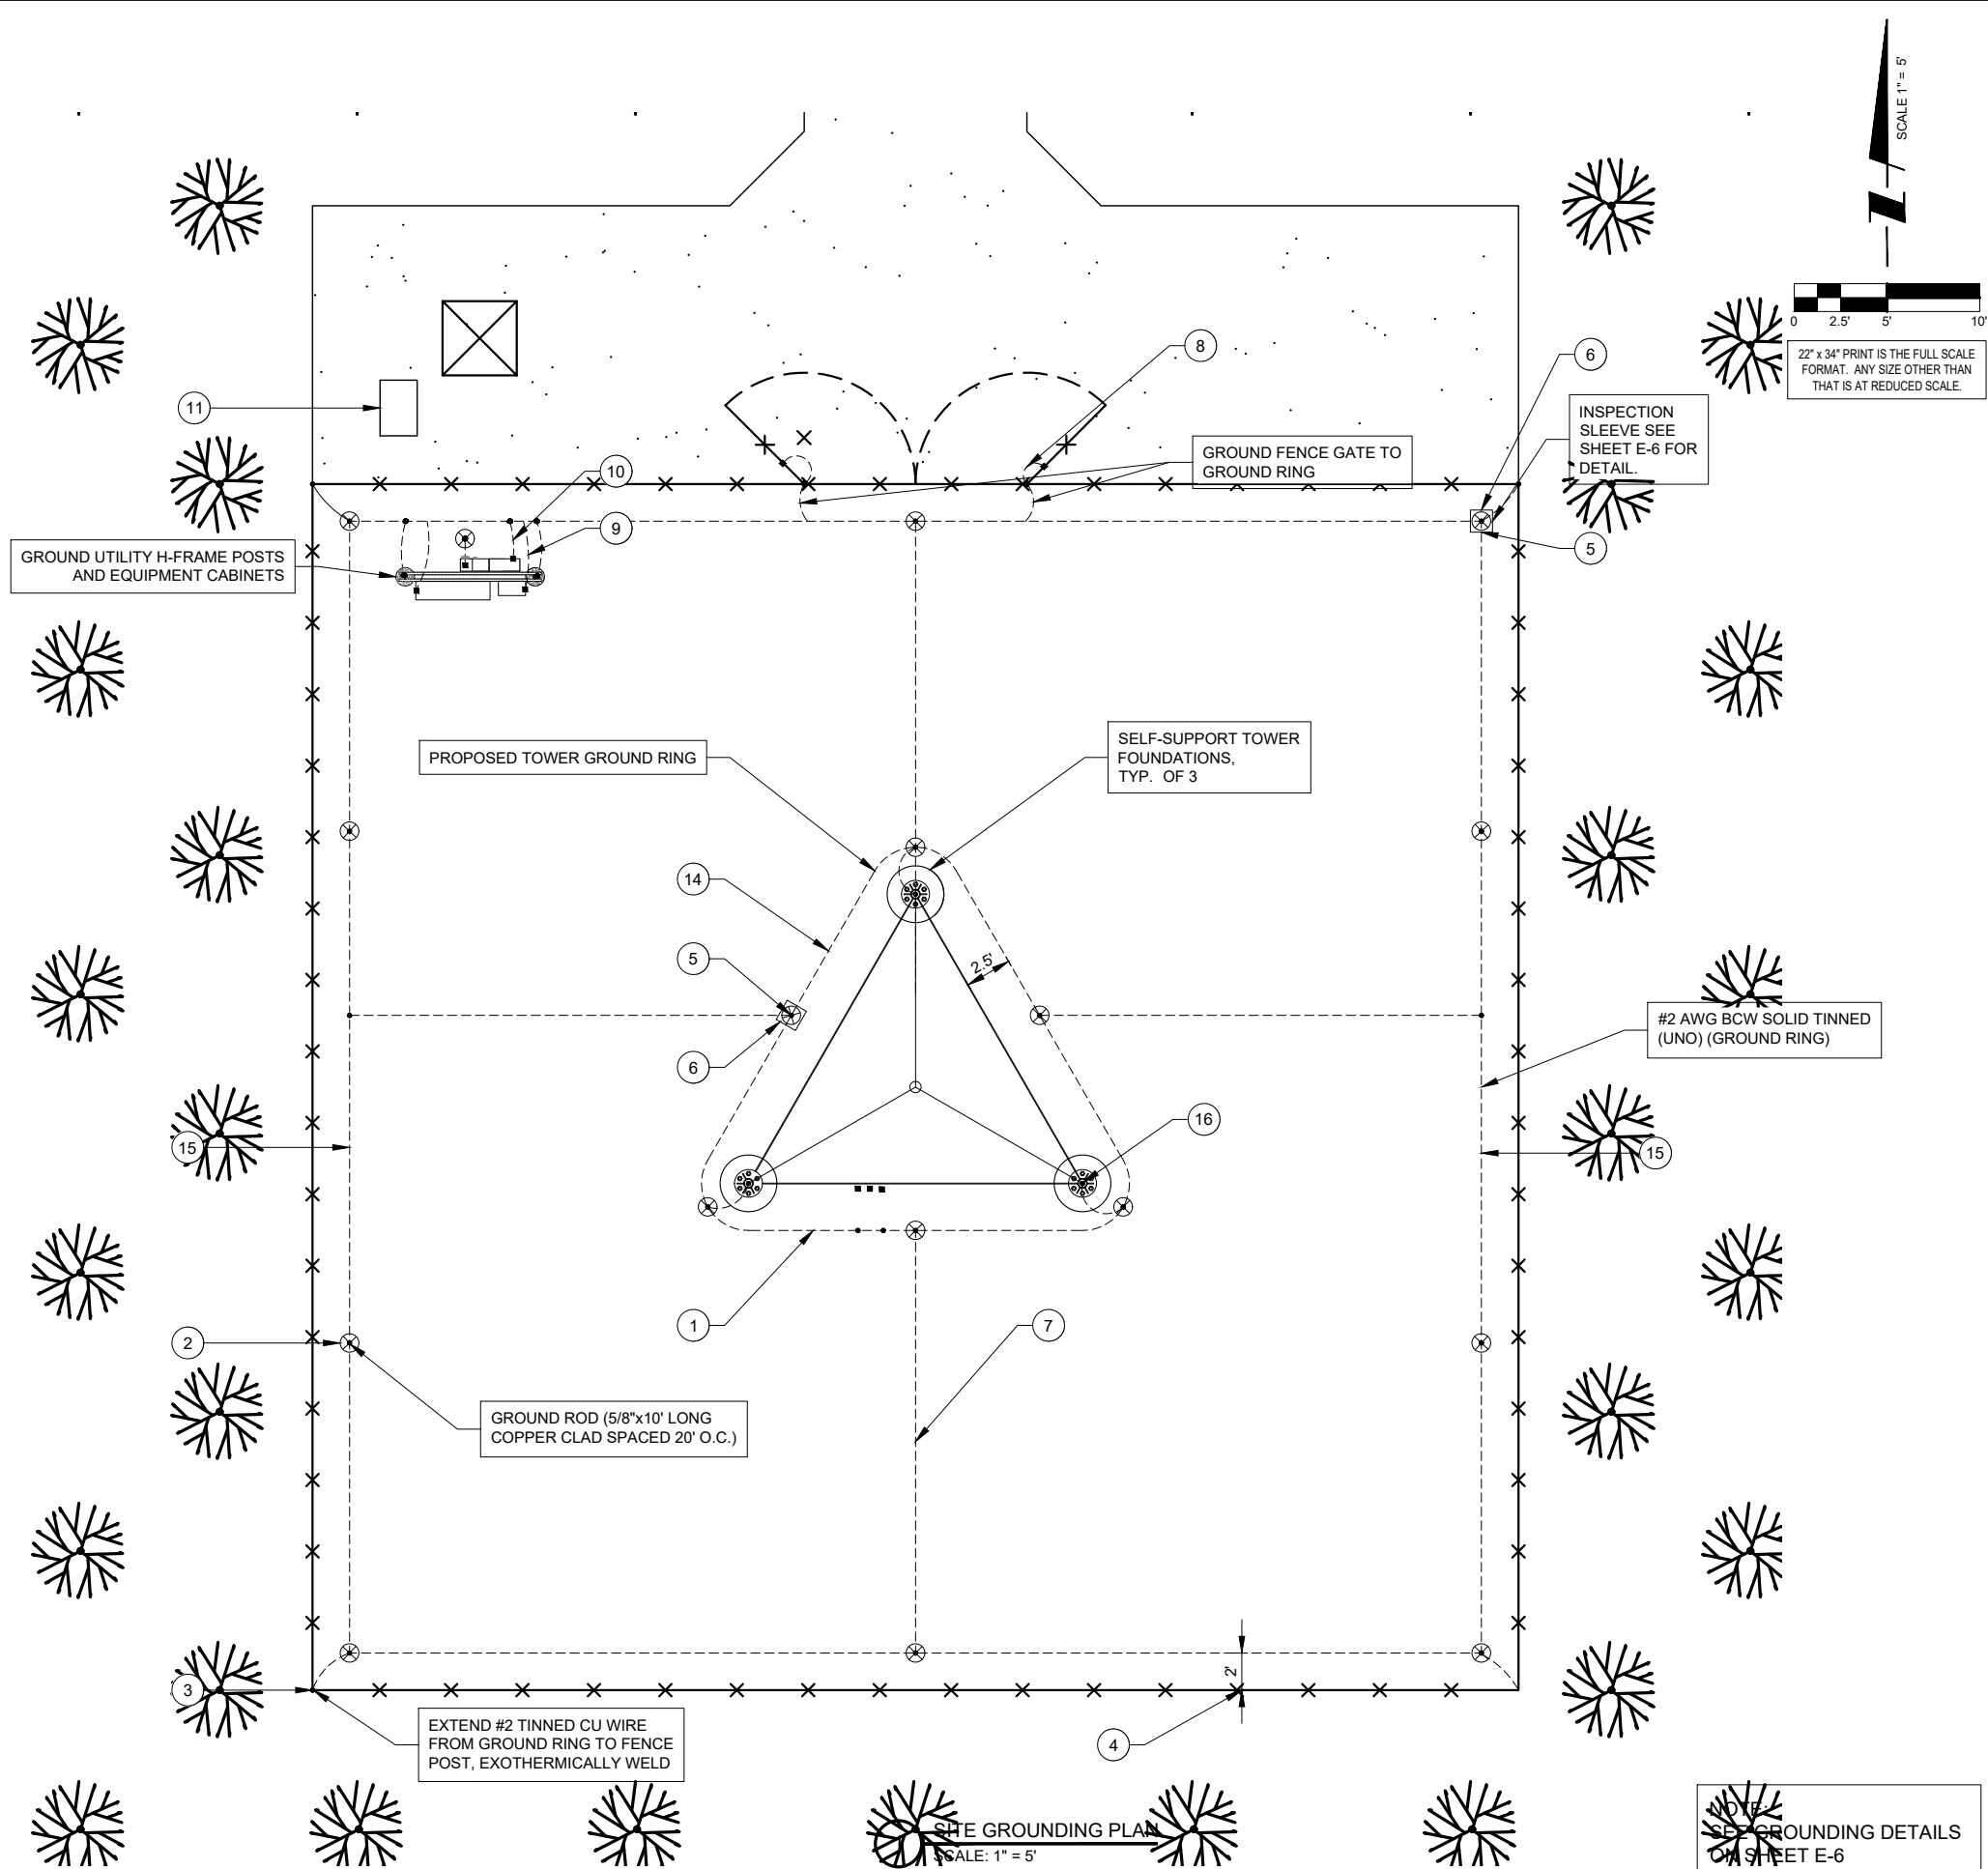 SCALE 1" = 5'
0 2.5' 5' 10'
22" x 34" PRINT IS THE FULL SCALE
FORMAT. ANY SIZE OTHER THAN
THAT IS AT REDUCED SCALE.
8
6
11
INSPECTION
SLEEVE SEE
SHEET E-6 FOR
DETAIL.
GROUND FENCE GATE TO
GROUND RING
10
9
5
GROUND UTILITY H-FRAME POSTS
AND EQUIPMENT CABINETS
PROPOSED TOWER GROUND RING
SELF-SUPPORT TOWER
FOUNDATIONS,
TYP. OF 3
14
5
2.5'
6
#2 AWG BCW SOLID TINNED
(UNO) (GROUND RING)
16
15
15
1
7
2
GROUND ROD (5/8"x10' LONG
COPPER CLAD SPACED 20' O.C.)
2'
3
EXTEND #2 TINNED CU WIRE
FROM GROUND RING TO FENCE
POST, EXOTHERMICALLY WELD
4
SITE GROUNDING PLAN
SCALE: 1" = 5'
NOTE:
SEE GROUNDING DETAILS
ON SHEET E-6